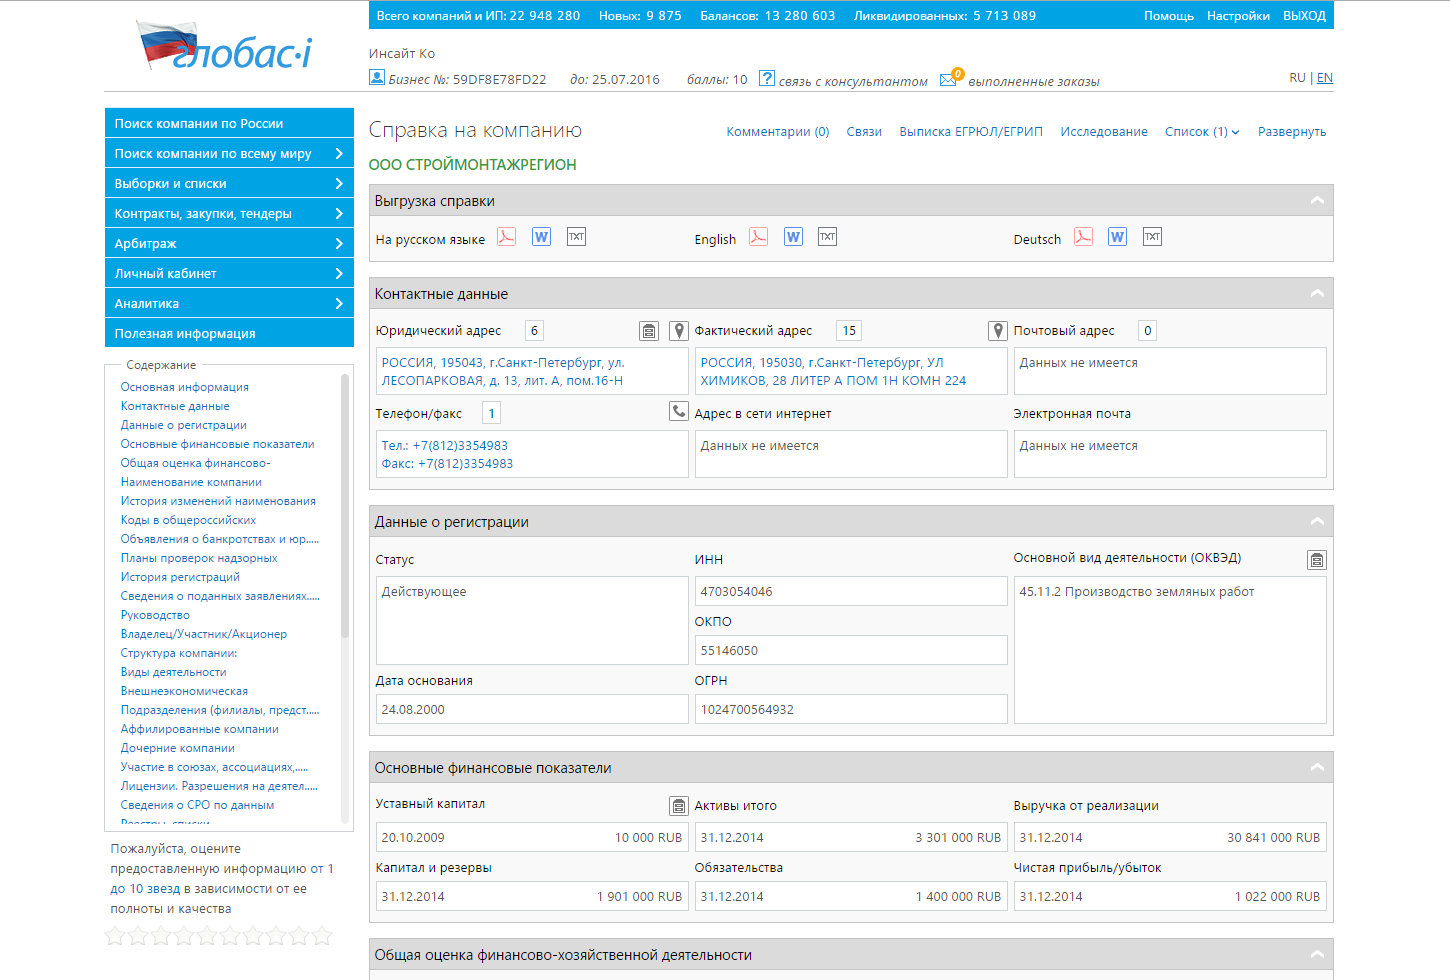 Всего компаний и ИП: 22 948 280 Новых: 9 875 Балансов: 13 280 603 Ликвидированных: 5 713 089 Помощь Настройки ВЫХОД
глобас·i
Инсайт Ко
Бизнес №: 59DF8E78FD22 до: 25.07.2016 баллы: 10 ? связь с консультантом 0 выполненные заказы RU | EN
Поиск компании по России
Поиск компании по всему миру
Выборки и списки
Контракты, закупки, тендеры
Арбитраж
Личный кабинет
Аналитика
Полезная информация
Содержание
Основная информация
Контактные данные
Данные о регистрации
Основные финансовые показатели
Общая оценка финансово-
Наименование компании
История изменений наименования
Коды в общероссийских
Объявления о банкротствах и юр.....
Планы проверок надзорных
История регистраций
Сведения о поданных заявлениях.....
Руководство
Владелец/Участник/Акционер
Структура компании:
Виды деятельности
Внешнеэкономическая
Подразделения (филиалы, предст.....
Аффилированные компании
Дочерние компании
Участие в союзах, ассоциациях,.....
Лицензии. Разрешения на деятел.....
Сведения о СРО по данным
Реестры, списки
Пожалуйста, оцените
предоставленную информацию от 1
до 10 звезд в зависимости от ее
полноты и качества
Справка на компанию Комментарии (0) Связи Выписка ЕГРЮЛ/ЕГРИП Исследование Список (1) Развернуть
ООО СТРОЙМОНТАЖРЕГИОН
Выгрузка справки
На русском языке W TXT English W TXT Deutsch W TXT
Контактные данные
Юридический адрес 6 Фактический адрес 15 Почтовый адрес 0
РОССИЯ, 195043, г.Санкт-Петербург, ул.
ЛЕСОПАРКОВАЯ, д. 13, лит. А, пом.16-Н
РОССИЯ, 195030, г.Санкт-Петербург, УЛ
ХИМИКОВ, 28 ЛИТЕР А ПОМ 1Н КОМН 224
Данных не имеется
Телефон/факс 1 Адрес в сети интернет Электронная почта
Тел.: +7(812)3354983
Факс: +7(812)3354983
Данных не имеется
Данных не имеется
Данные о регистрации
Статус ИНН Основной вид деятельности (ОКВЭД)
Действующее 4703054046 45.11.2 Производство земляных работ
ОКПО
55146050
Дата основания ОГРН
24.08.2000 1024700564932
Основные финансовые показатели
Уставный капитал Активы итого Выручка от реализации
20.10.2009 10 000 RUB 31.12.2014 3 301 000 RUB 31.12.2014 30 841 000 RUB
Капитал и резервы Обязательства Чистая прибыль/убыток
31.12.2014 1 901 000 RUB 31.12.2014 1 400 000 RUB 31.12.2014 1 022 000 RUB
Общая оценка финансово-хозяйственной деятельности